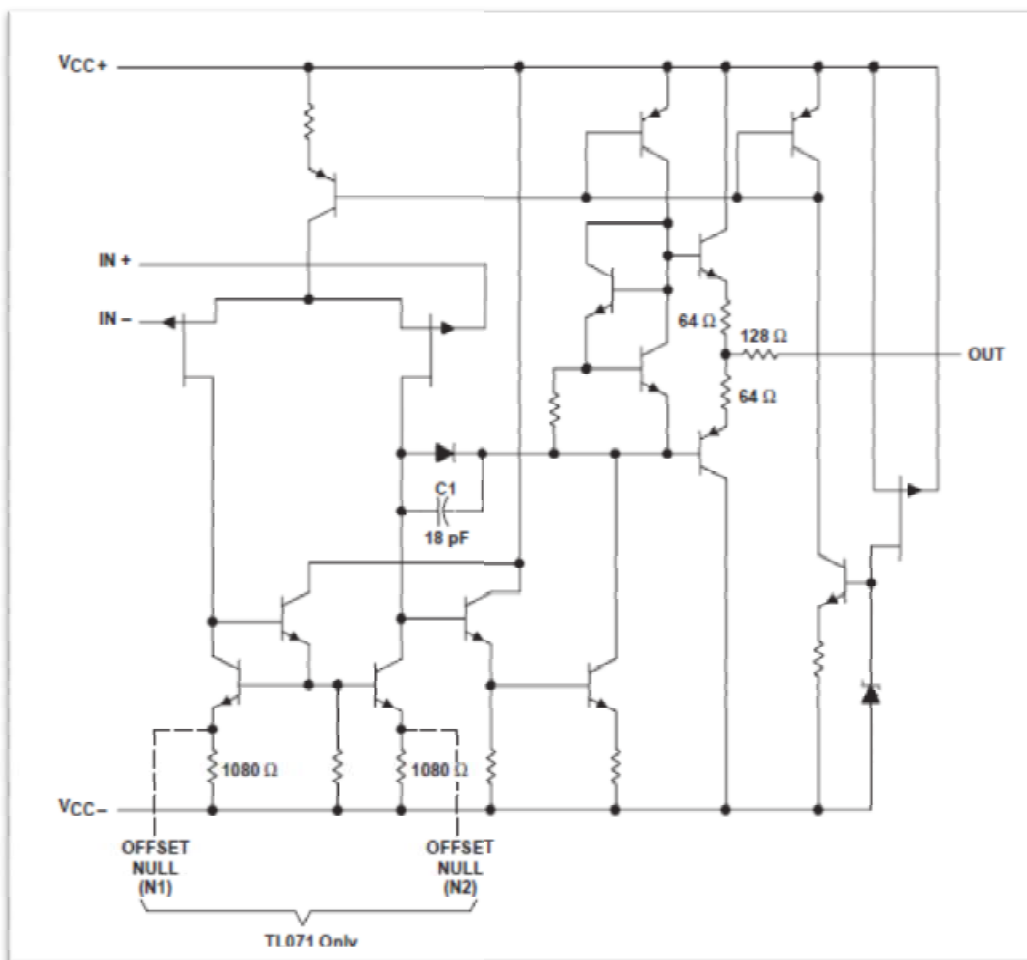 VCC+
IN +
IN −
64 Ω
128 Ω
OUT
64 Ω
C1
18 pF
1080 Ω
1080 Ω
VCC−
OFFSET
NULL
(N1)
OFFSET
NULL
(N2)
TL071 Only